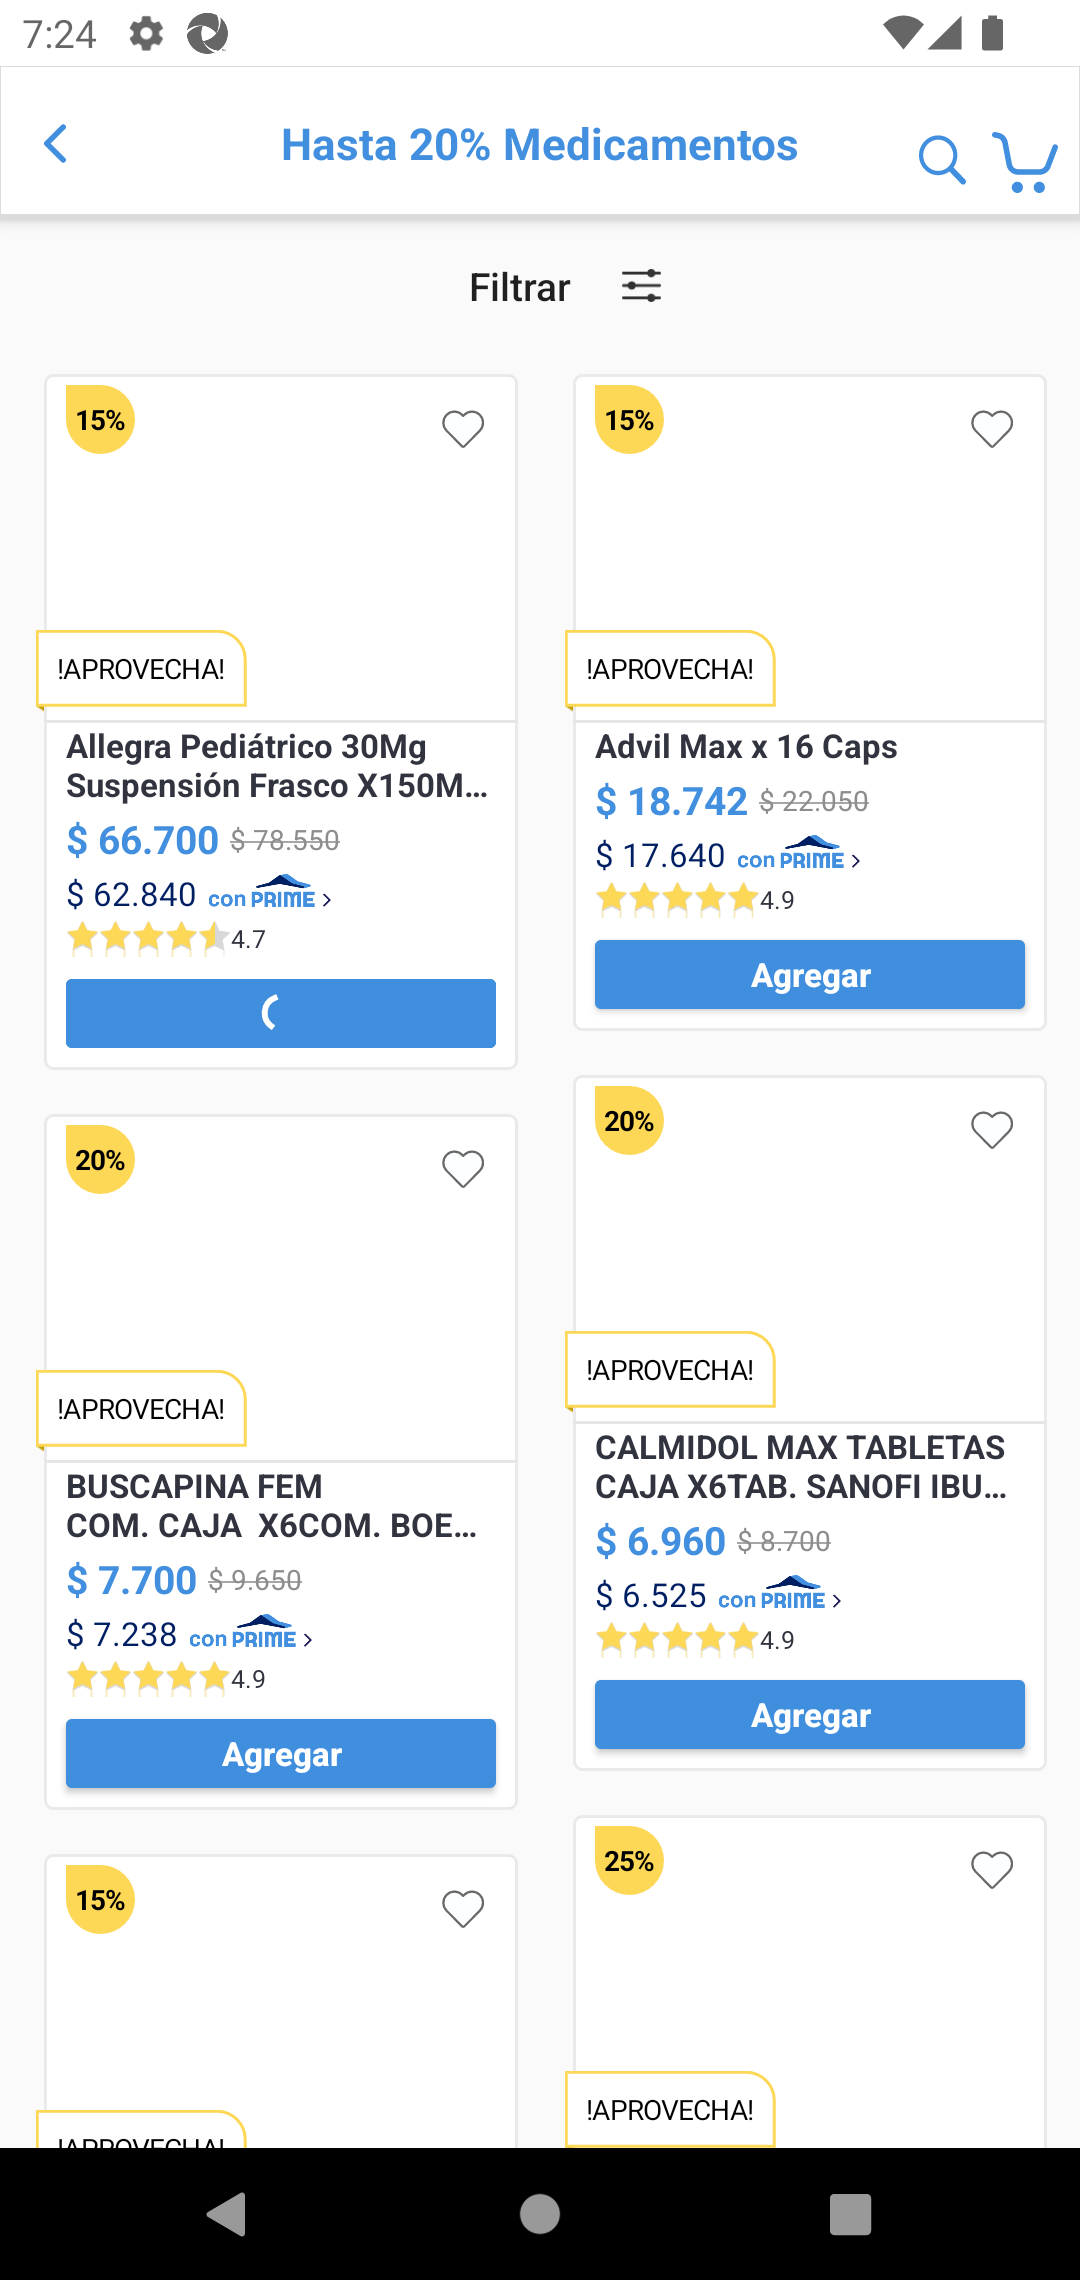 7:24
Hasta 20% Medicamentos
Filtrar
15%
!APROVECHA!
Allegra Pediátrico 30Mg
Suspensión Frasco X150M...
$ 66.700 $ 78.550
$ 62.840 con PRIME >
4.7
15%
!APROVECHA!
Advil Max x 16 Caps
$ 18.742 $ 22.050
$ 17.640 con PRIME >
4.9
Agregar
20%
!APROVECHA!
BUSCAPINA FEM
COM. CAJA  X6COM. BOE...
$ 7.700 $ 9.650
$ 7.238 con PRIME >
4.9
Agregar
20%
!APROVECHA!
CALMIDOL MAX TABLETAS
CAJA X6TAB. SANOFI IBU...
$ 6.960 $ 8.700
$ 6.525 con PRIME >
4.9
Agregar
15%
!APROVECHA!
25%
!APROVECHA!